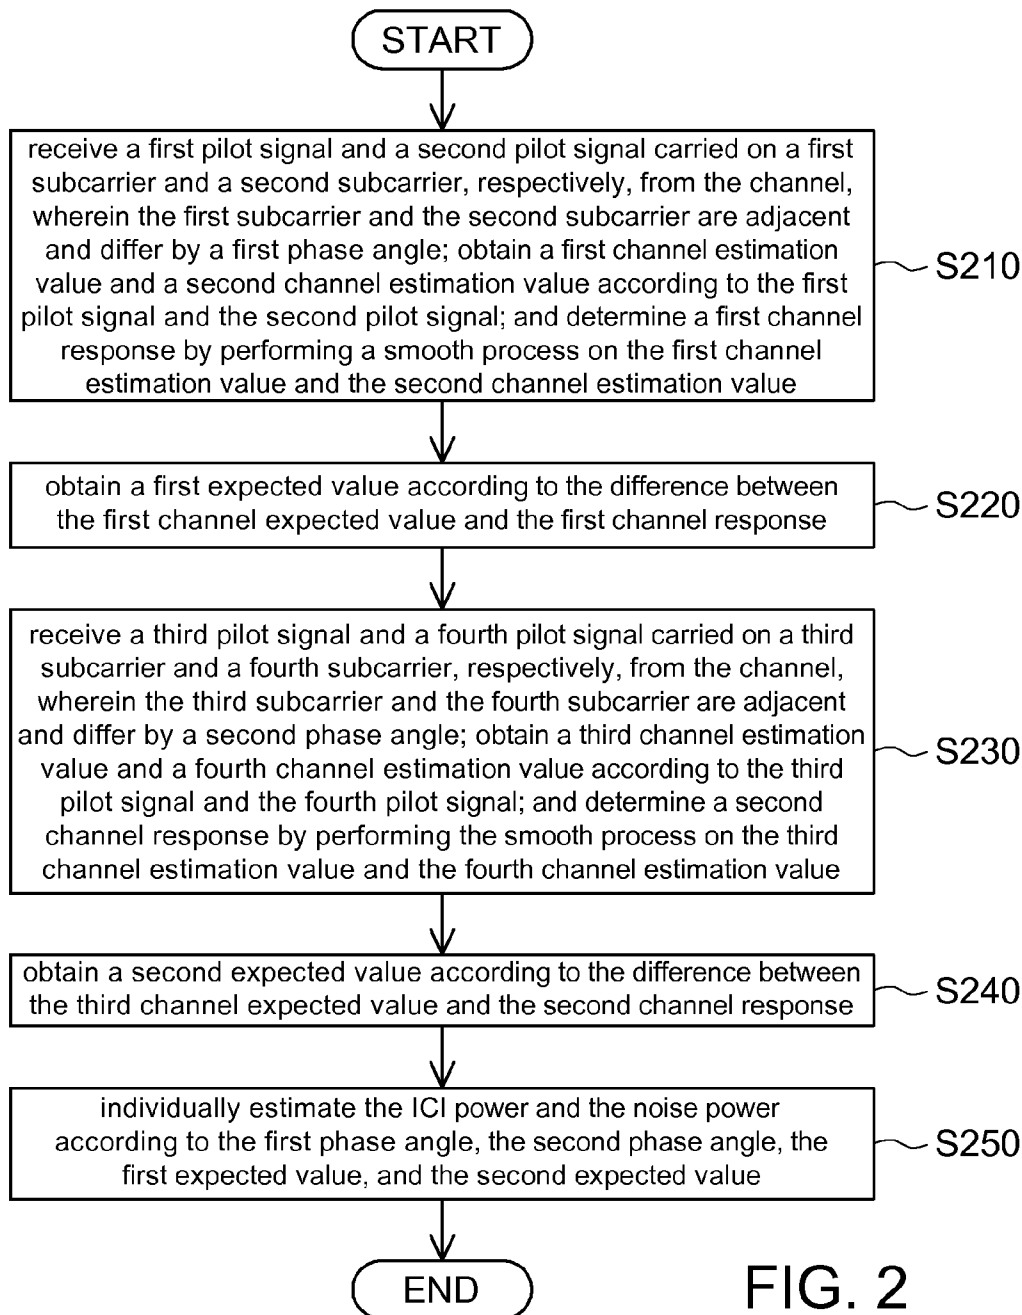 START
receive a first pilot signal and a second pilot signal carried on a first
subcarrier and a second subcarrier, respectively, from the channel,
wherein the first subcarrier and the second subcarrier are adjacent
and differ by a first phase angle; obtain a first channel estimation
value and a second channel estimation value according to the first
pilot signal and the second pilot signal; and determine a first channel
response by performing a smooth process on the first channel
estimation value and the second channel estimation value
S210
obtain a first expected value according to the difference between
the first channel expected value and the first channel response
S220
receive a third pilot signal and a fourth pilot signal carried on a third
subcarrier and a fourth subcarrier, respectively, from the channel,
wherein the third subcarrier and the fourth subcarrier are adjacent
and differ by a second phase angle; obtain a third channel estimation
value and a fourth channel estimation value according to the third
pilot signal and the fourth pilot signal; and determine a second
channel response by performing the smooth process on the third
channel estimation value and the fourth channel estimation value
S230
obtain a second expected value according to the difference between
the third channel expected value and the second channel response
S240
individually estimate the ICI power and the noise power
according to the first phase angle, the second phase angle, the
first expected value, and the second expected value
S250
END
FIG. 2